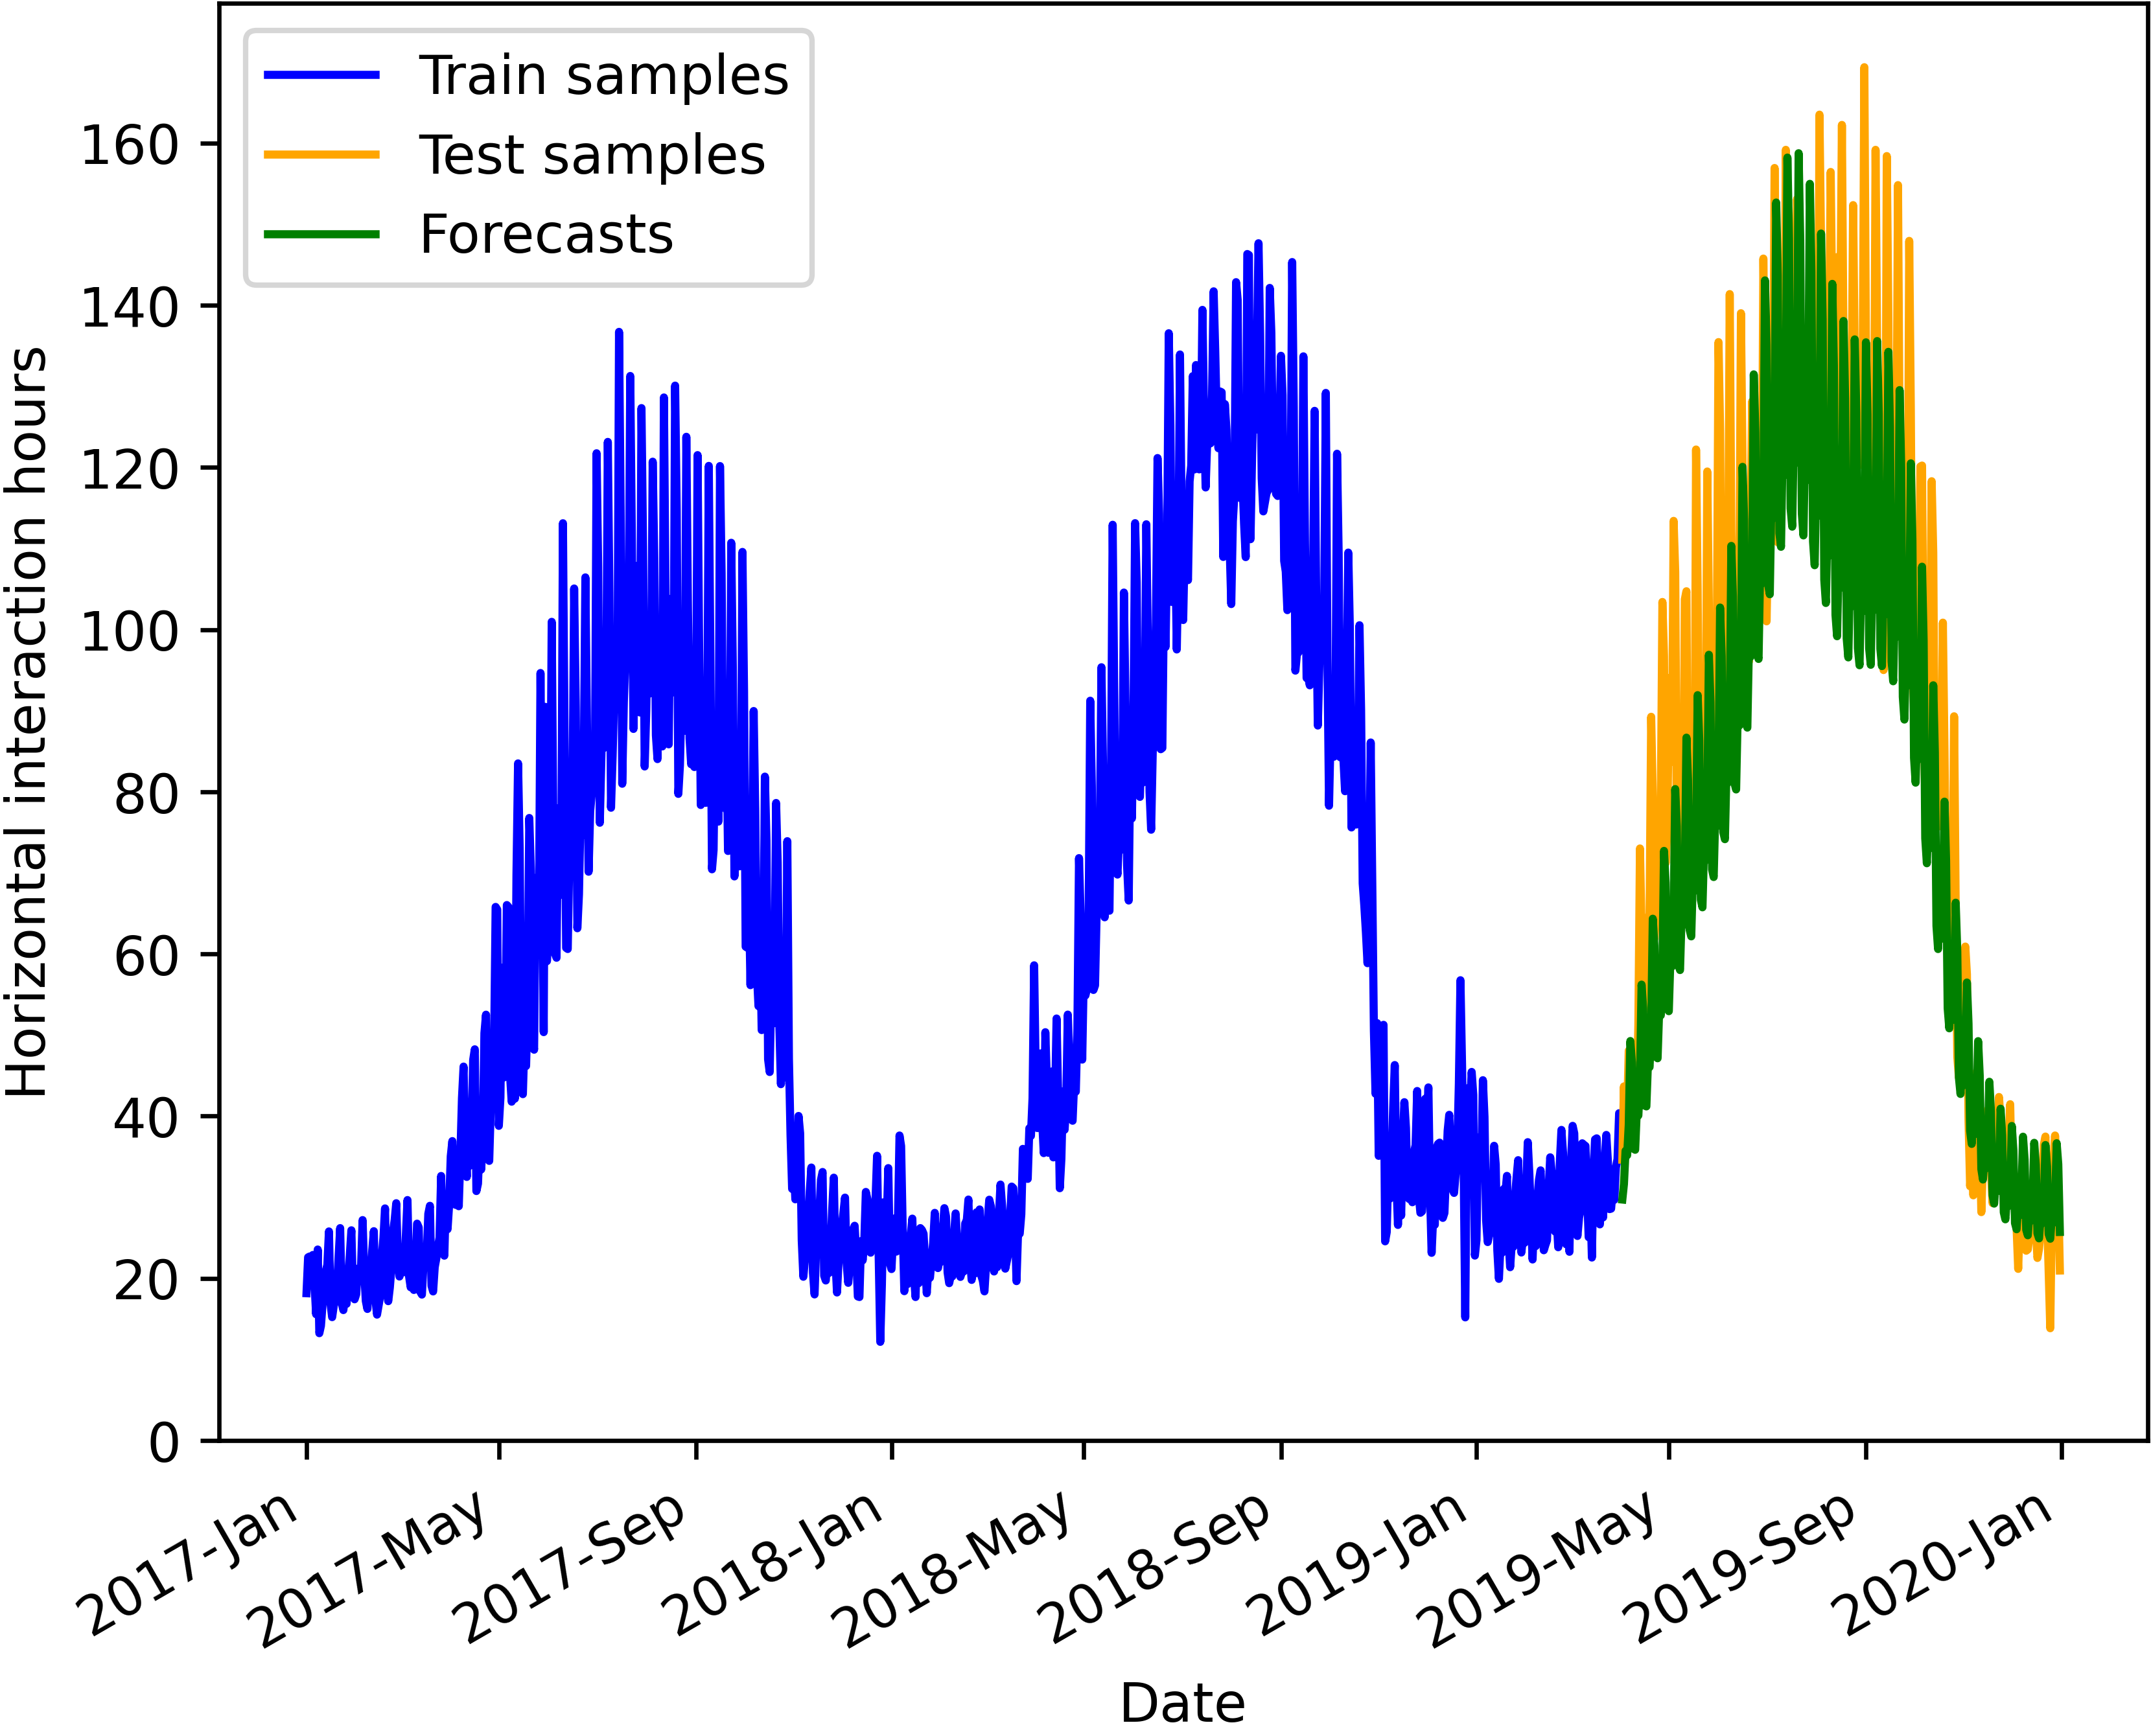 Train samples
Test samples
Forecasts
Horizontal interaction hours
160
140
120
100
80
60
40
20
0
2017-Jan
2017-May
2017-Sep
2018-Jan
2018-May
2018-Sep
2019-Jan
2019-May
2019-Sep
2020-Jan
Date